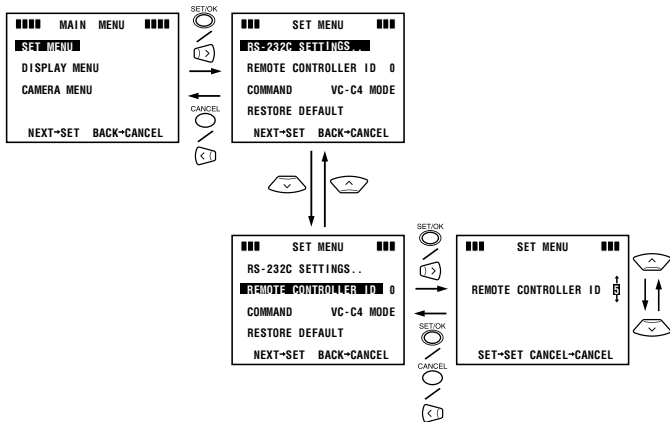 MAIN MENU
SET MENU
DISPLAY MENU
CAMERA MENU
NEXT→SET BACK→CANCEL
SET/OK
CANCEL
SET MENU
RS-232C SETTINGS..
REMOTE CONTROLLER ID 0
COMMAND VC-C4 MODE
RESTORE DEFAULT
NEXT→SET BACK→CANCEL
SET MENU
RS-232C SETTINGS..
REMOTE CONTROLLER ID 0
COMMAND VC-C4 MODE
RESTORE DEFAULT
NEXT→SET BACK→CANCEL
SET/OK
SET/OK
CANCEL
SET MENU
REMOTE CONTROLLER ID 5
SET→SET CANCEL→CANCEL